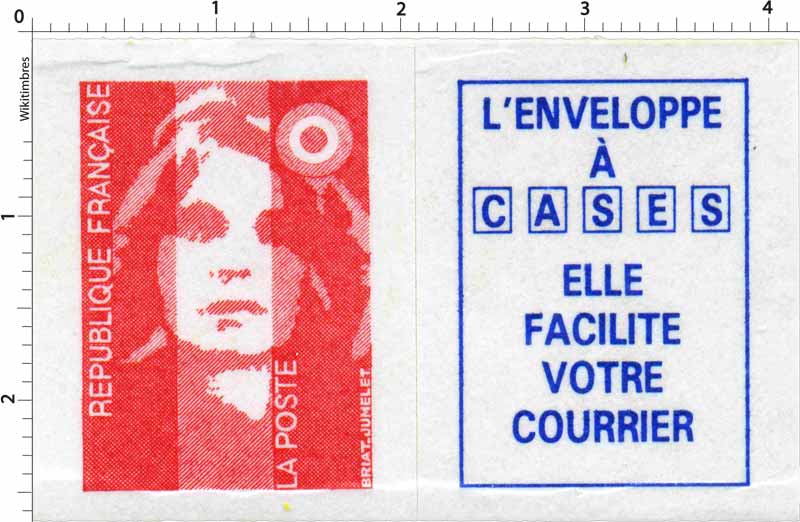 0 1 2 3 4
Wikitimbres
1
2
REPUBLIQUE FRANÇAISE
LA POSTE
BRIAT-JUMELET
L'ENVELOPPE
À
CASES
ELLE
FACILITE
VOTRE
COURRIER